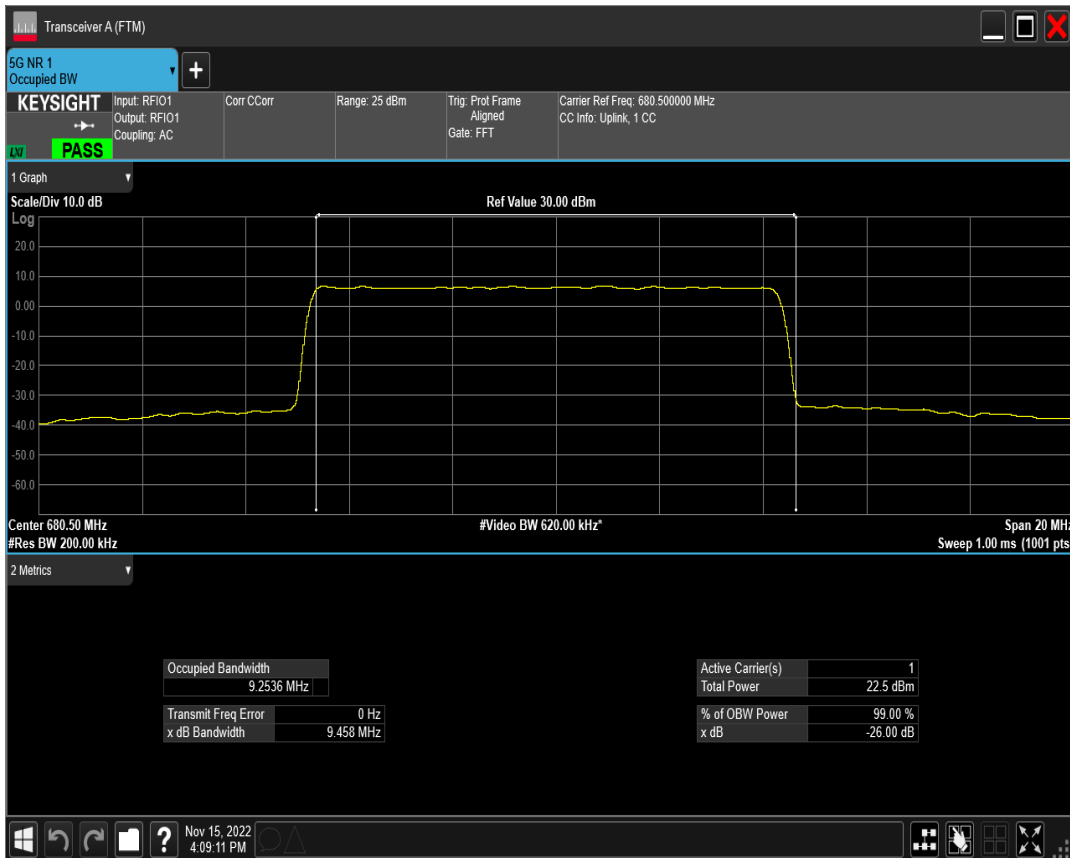 Transceiver A (FTM)
5G NR 1
Occupied BW
+
KEYSIGHT
LXI
PASS
Input: RFIO1
Output: RFIO1
Coupling: AC
Corr CCorr
Range: 25 dBm
Trig: Prot Frame
Aligned
Gate: FFT
Carrier Ref Freq: 680.500000 MHz
CC Info: Uplink, 1 CC
1 Graph
Scale/Div 10.0 dB
Ref Value 30.00 dBm
Log
20.0
10.0
0.00
-10.0
-20.0
-30.0
-40.0
-50.0
-60.0
Center 680.50 MHz
#Video BW 620.00 kHz*
Span 20 MHz
#Res BW 200.00 kHz
Sweep 1.00 ms (1001 pts
2 Metrics
Occupied Bandwidth
9.2536 MHz
Transmit Freq Error 0 Hz
x dB Bandwidth 9.458 MHz
Active Carrier(s) 1
Total Power 22.5 dBm
% of OBW Power 99.00 %
x dB -26.00 dB
?
Nov 15, 2022
4:09:11 PM